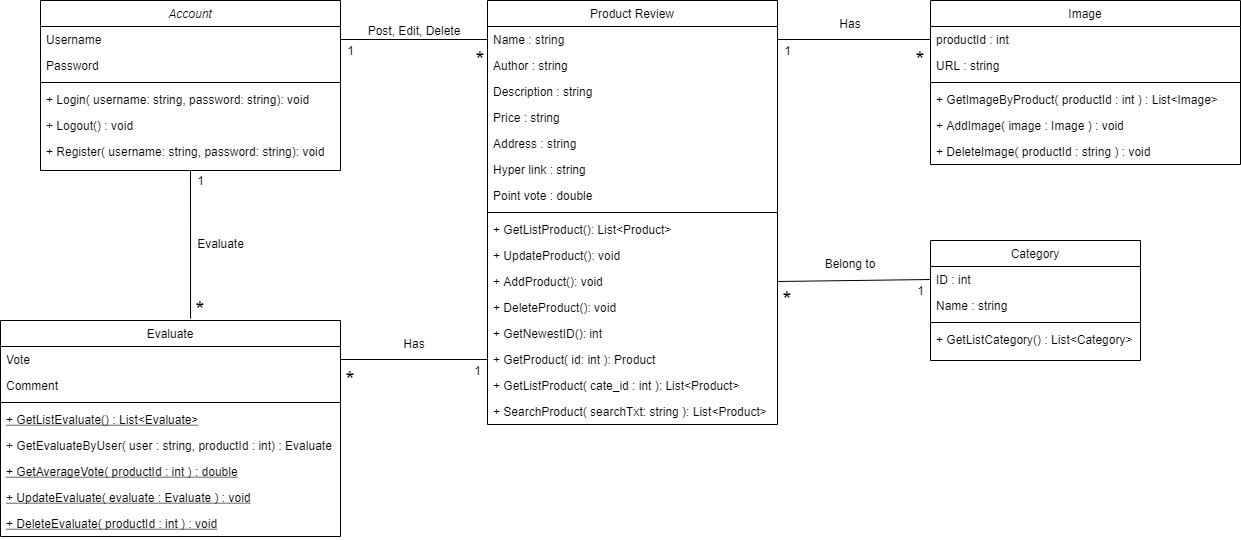 Account
Username
Password
+ Login( username: string, password: string): void
+ Logout() : void
+ Register( username: string, password: string): void
Post, Edit, Delete
1
*
Product Review
Name : string
Author : string
Description : string
Price : string
Address : string
Hyper link : string
Point vote : double
+ GetListProduct(): List<Product>
+ UpdateProduct(): void
+ AddProduct(): void
+ DeleteProduct(): void
+ GetNewestID(): int
+ GetProduct( id: int ): Product
+ GetListProduct( cate_id : int ): List<Product>
+ SearchProduct( searchTxt: string ): List<Product>
Has
1
*
Image
productId : int
URL : string
+ GetImageByProduct( productId : int ) : List<Image>
+ AddImage( image : Image ) : void
+ DeleteImage( productId : string ) : void
1
Evaluate
*
Belong to
*
1
Category
ID : int
Name : string
+ GetListCategory() : List<Category>
Evaluate
Vote
Comment
+ GetListEvaluate() : List<Evaluate>
+ GetEvaluateByUser( user : string, productId : int) : Evaluate
+ GetAverageVote( productId : int ) : double
+ UpdateEvaluate( evaluate : Evaluate ) : void
+ DeleteEvaluate( productId : int ) : void
Has
*
1